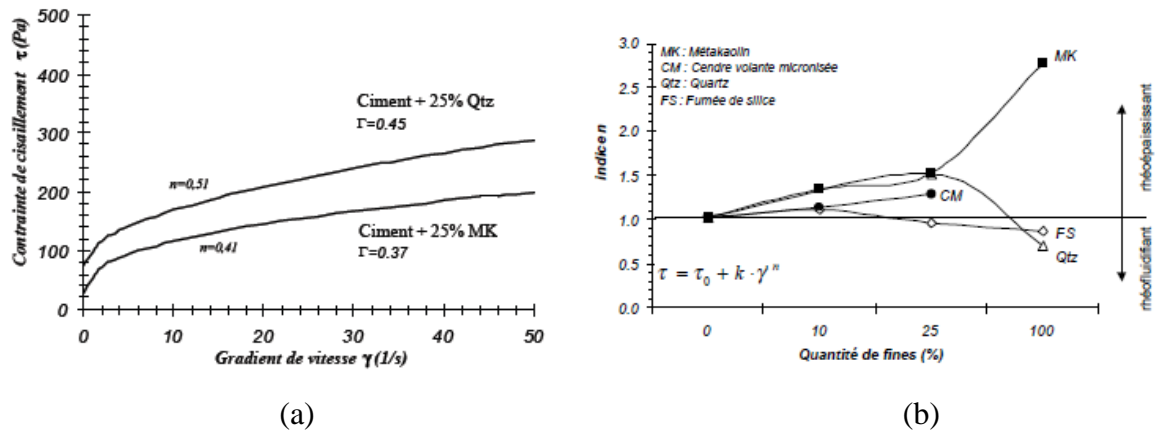 500
400
300
200
100
0
Contrainte de cisaillement τ (Pa)
Ciment + 25% Qtz
Γ=0.45
n=0,51
Ciment + 25% MK
Γ=0.37
n=0,41
0 10 20 30 40 50
Gradient de vitesse γ̇ (1/s)
(a)
3.0
2.5
2.0
1.5
1.0
0.5
0.0
indice n
MK : Métakaolin
CM : Cendre volante micronisée
Qtz : Quartz
FS : Fumée de silice
MK
CM
FS
Qtz
rhéoépaississant
rhéofluidifiant
τ = τ₀ + k · γ̇ⁿ
0 10 25 100
Quantité de fines (%)
(b)